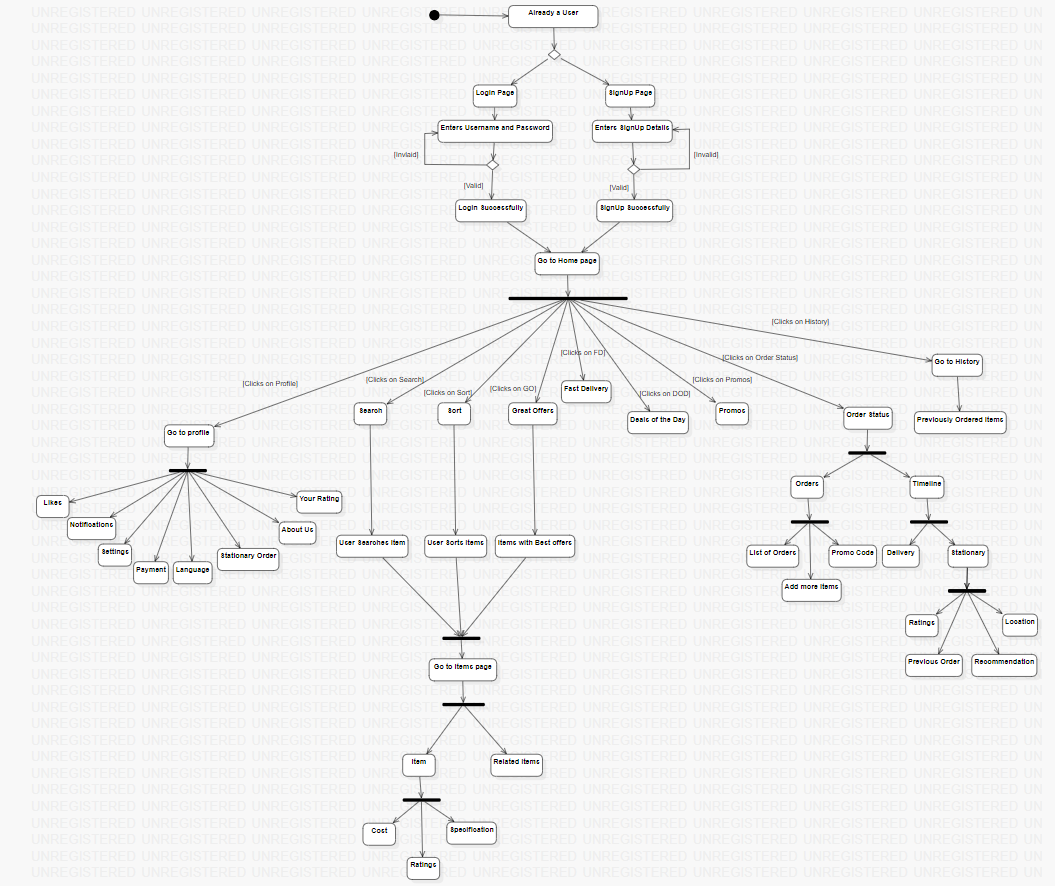 Already a User
Login Page
SignUp Page
Enters Username and Password
Enters SignUp Details
[Invlaid]
[Invalid]
[Valid]
[Valid]
Login Successfully
SignUp Successfully
Go to Home page
[Clicks on History]
[Clicks on FD]
[Clicks on Order Status]
Go to History
[Clicks on Profile]
[Clicks on Search]
[Clicks on Sort]
[Clicks on GO]
Fast Delivery
[Clicks on DOD]
[Clicks on Promos]
Search
Sort
Great Offers
Deals of the Day
Promos
Order Status
Previously Ordered Items
Go to profile
Likes
Notifications
Settings
Payment
Language
Stationary Order
About Us
Your Rating
Orders
Timeline
User Searches Item
User Sorts Items
Items with Best offers
List of Orders
Add more Items
Promo Code
Delivery
Stationary
Ratings
Location
Previous Order
Recommendation
Go to Items page
Item
Related Items
Cost
Ratings
Specification
UNREGISTERED